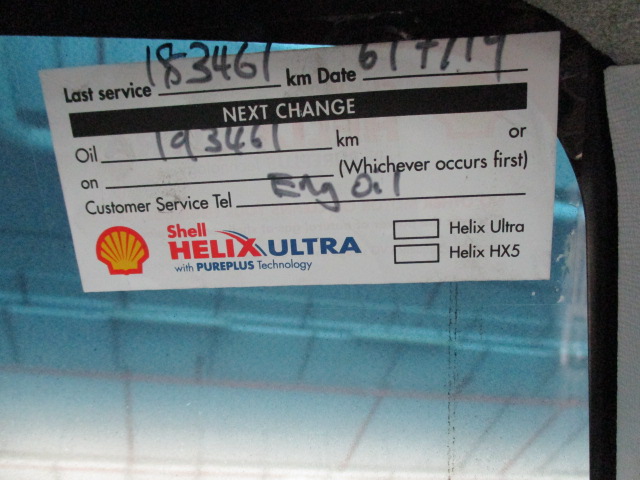 Last service 183461 km Date 6/7/19
NEXT CHANGE
Oil 193461 km or
on (Whichever occurs first)
Customer Service Tel Eng Oil
Shell
HELIX ULTRA
with PUREPLUS Technology
Helix Ultra
Helix HX5